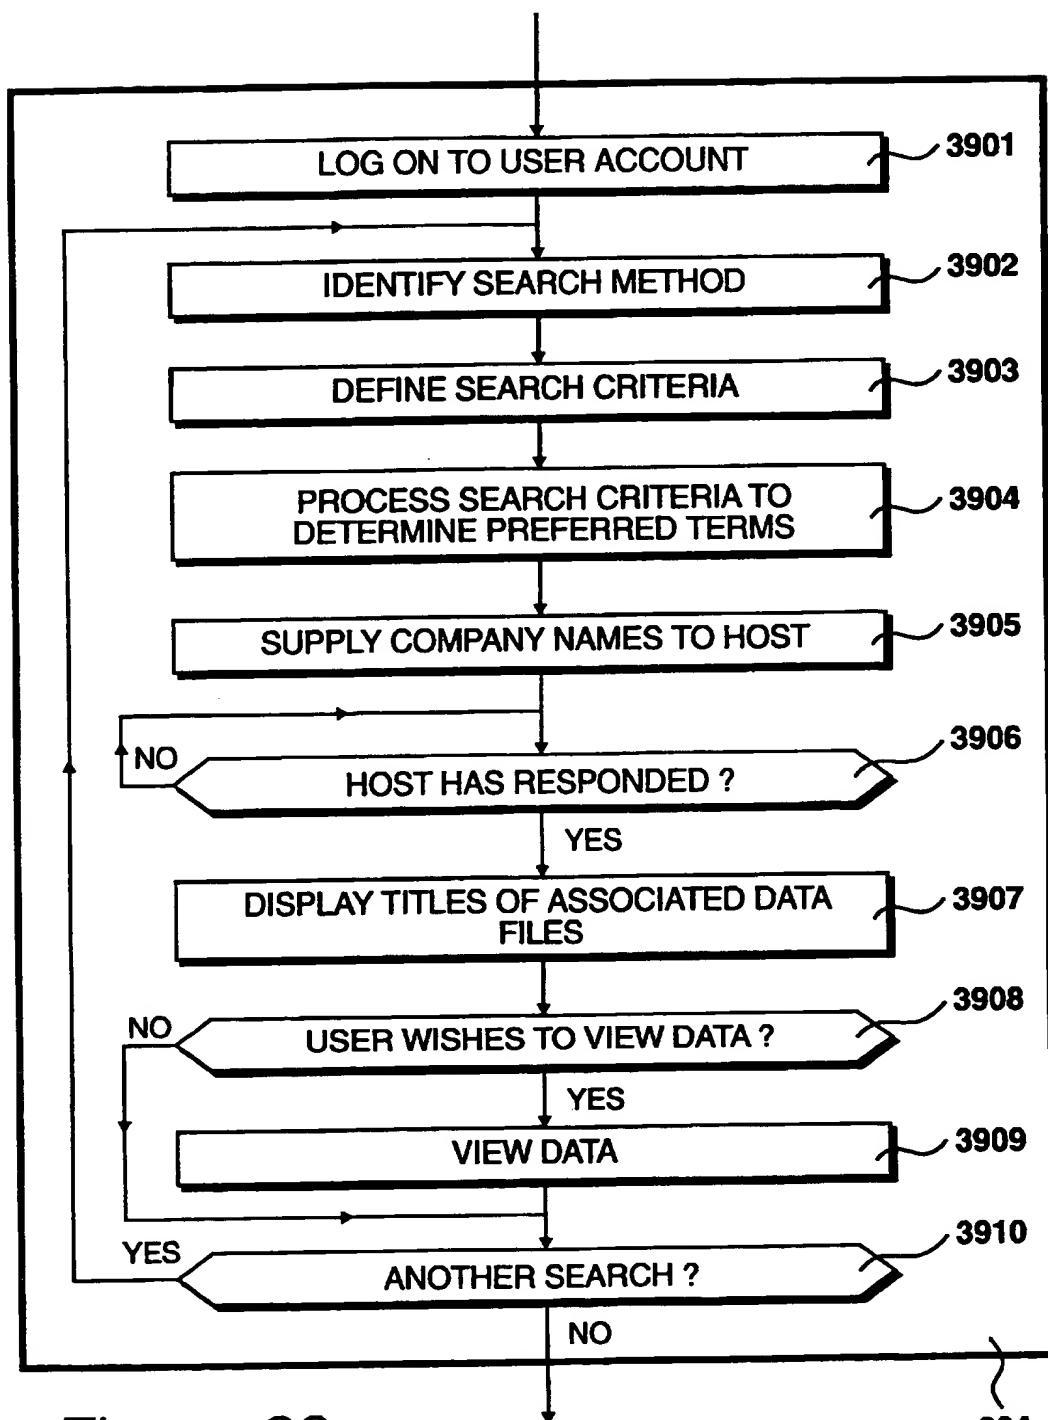 LOG ON TO USER ACCOUNT
3901
IDENTIFY SEARCH METHOD
3902
DEFINE SEARCH CRITERIA
3903
PROCESS SEARCH CRITERIA TO
DETERMINE PREFERRED TERMS
3904
SUPPLY COMPANY NAMES TO HOST
3905
NO
HOST HAS RESPONDED ?
3906
YES
DISPLAY TITLES OF ASSOCIATED DATA
FILES
3907
NO
USER WISHES TO VIEW DATA ?
3908
YES
VIEW DATA
3909
YES
ANOTHER SEARCH ?
3910
NO